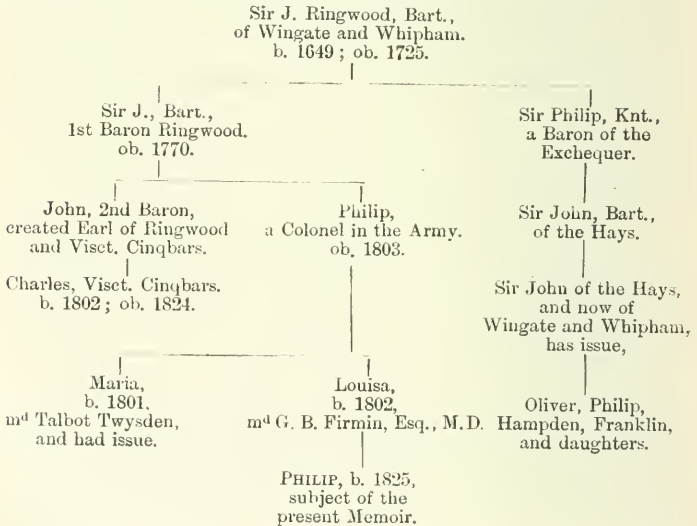 Sir J. Ringwood, Bart.,
of Wingate and Whipham.
b. 1649 ; ob. 1725.
Sir J., Bart.,
1st Baron Ringwood.
ob. 1770.
Sir Philip, Knt.,
a Baron of the
Exchequer.
John, 2nd Baron,
created Earl of Ringwood
and Visct. Cinqbars.
Philip,
a Colonel in the Army.
ob. 1803.
Sir John, Bart.,
of the Hays.
Charles, Visct. Cinqbars.
b. 1802 ; ob. 1824.
Sir John of the Hays,
and now of
Wingate and Whipham,
has issue,
Maria,
b. 1801.
md Talbot Twysden,
and had issue.
Louisa,
b. 1802,
md G. B. Firmin, Esq., M.D.
Oliver, Philip,
Hampden, Franklin,
and daughters.
PHILIP, b. 1825,
subject of the
present Memoir.